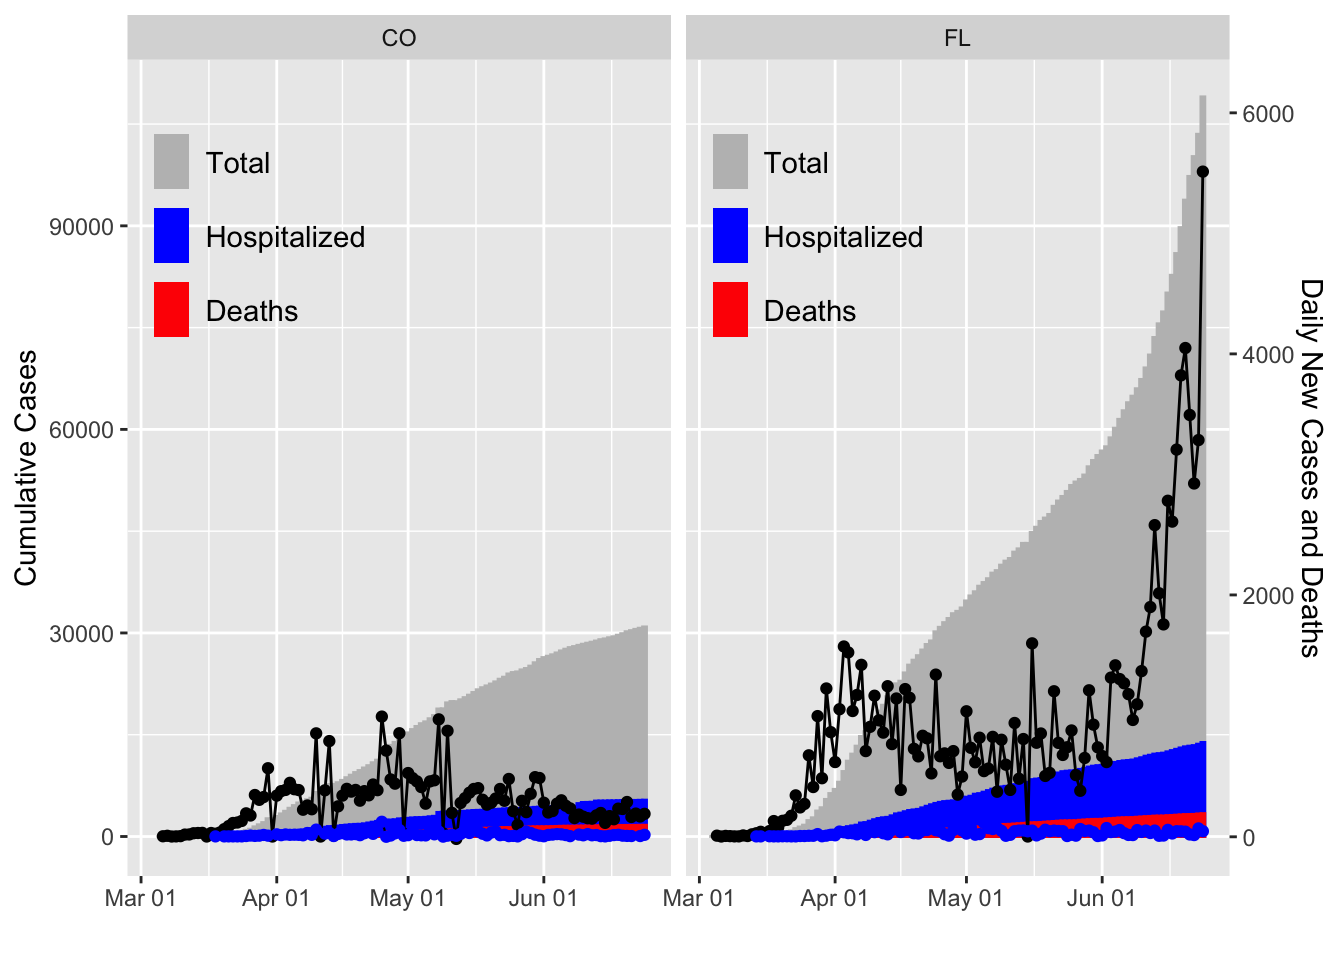 CO
FL
Total
Hospitalized
Deaths
Total
Hospitalized
Deaths
Cumulative Cases
90000
60000
30000
0
6000
4000
2000
0
Daily New Cases and Deaths
Mar 01 Apr 01 May 01 Jun 01
Mar 01 Apr 01 May 01 Jun 01